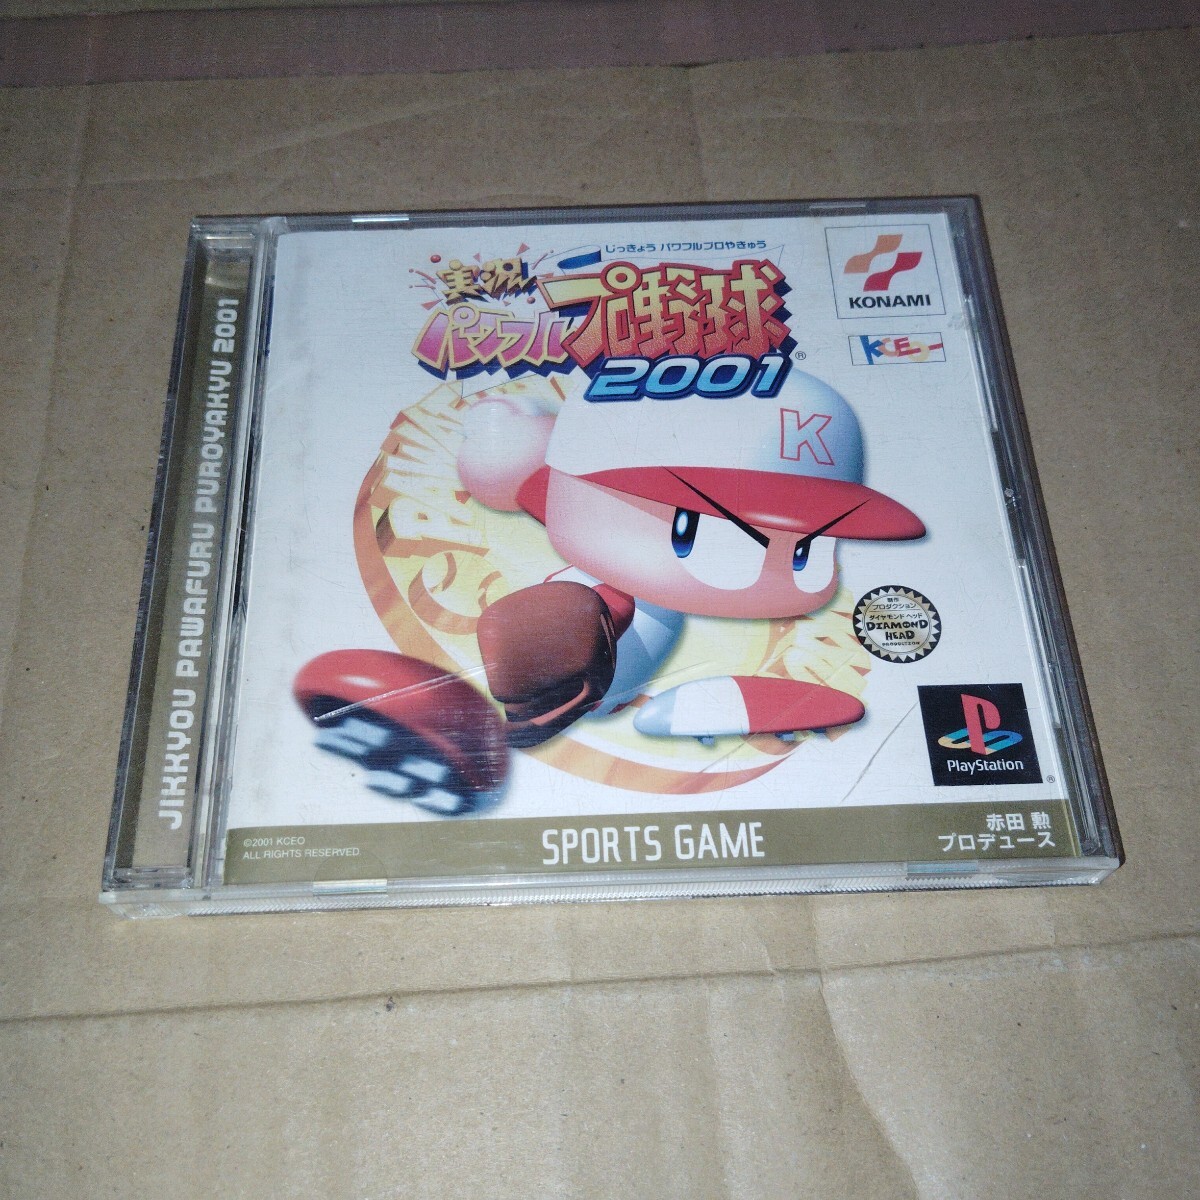 じっきょう パワフルプロやきゅう
実況
パワフルプロ野球
2001
®
KONAMI
KCEO
K
制作
プロダクション
ダイヤモンドヘッド
DIAMOND
HEAD
PRODUCTION
PlayStation
®
©2001 KCEO
ALL RIGHTS RESERVED
SPORTS GAME
赤田 勲
プロデュース
JIKKYOU PAWAFURU PUROYAKYU 2001